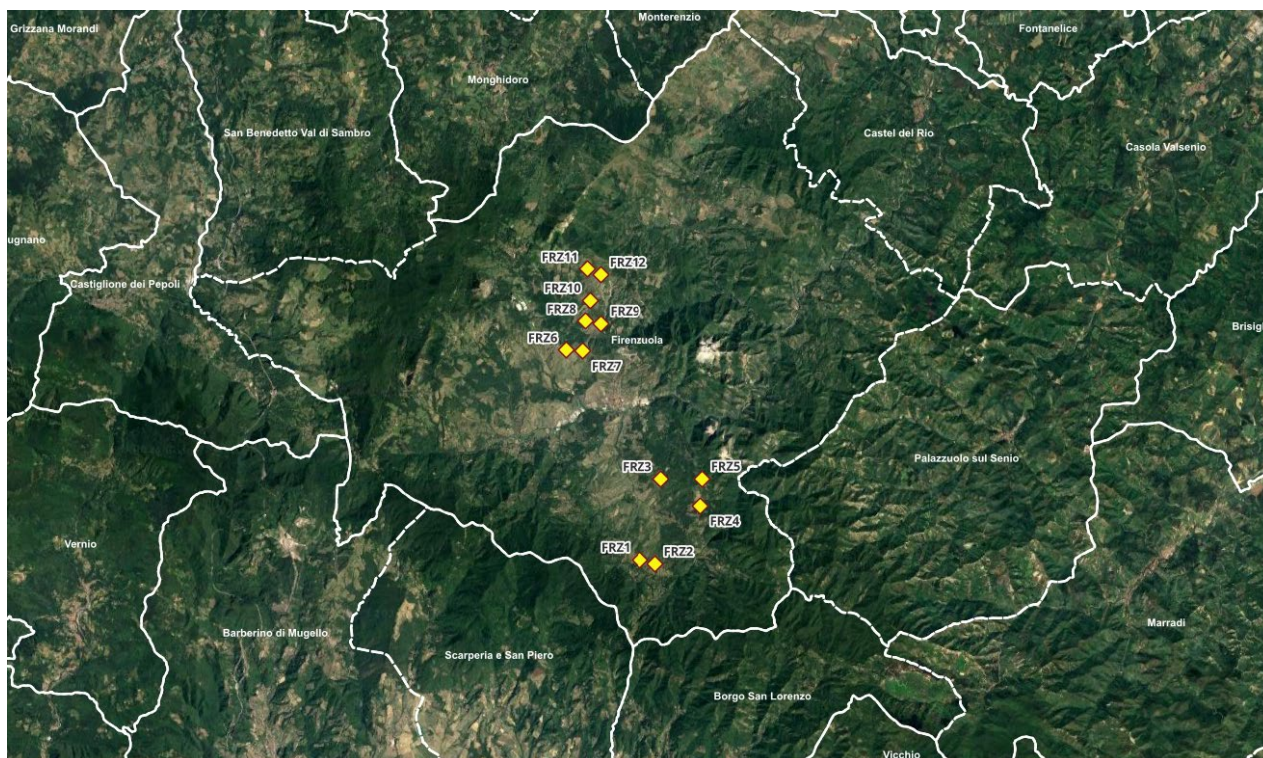 Monterenzio
Grizzana Morandi
Fontanelice
Monghidoro
San Benedetto Val di Sambro
Castel del Rio
Casola Valsenio
ugnano
FRZ11
FRZ12
Castiglione dei Pepoli
FRZ10
FRZ8
FRZ9
Brisigh
FRZ6
Firenzuola
FRZ7
Palazzuolo sul Senio
FRZ3
FRZ5
FRZ4
Vernio
FRZ1
FRZ2
Marradi
Barberino di Mugello
Scarperia e San Piero
Borgo San Lorenzo
Vicchio